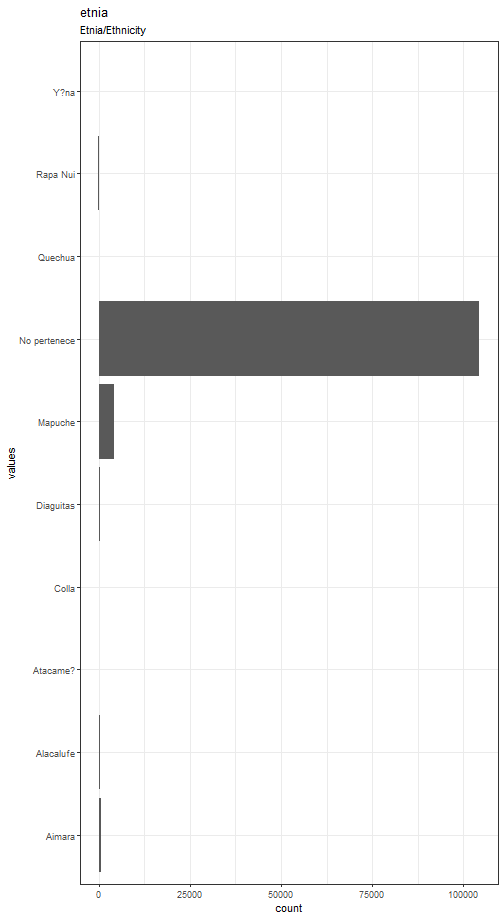 etnia
Etnia/Ethnicity
Y?na
Rapa Nui
Quechua
No pertenece
Mapuche
Diaguitas
Colla
Atacame?
Alacalufe
Aimara
values
0 25000 50000 75000 100000
count